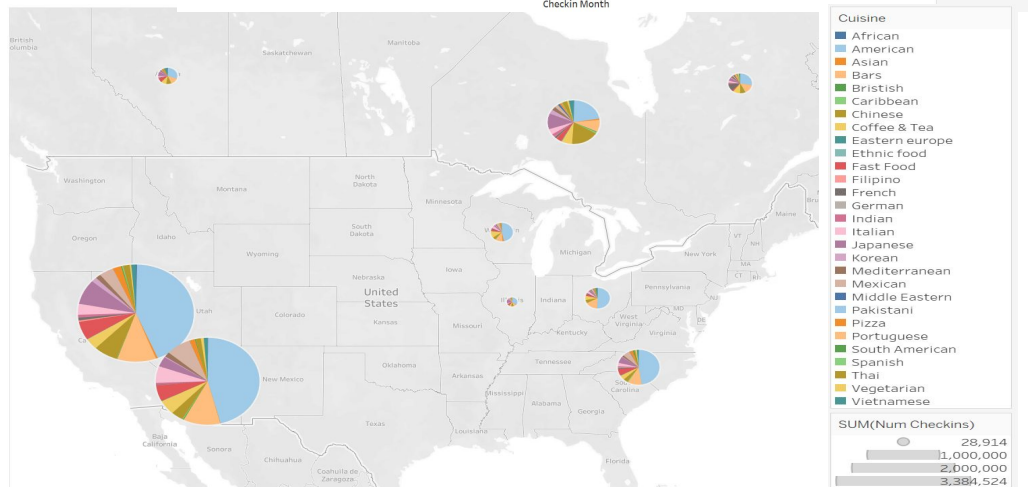 Checkin Month
British
Columbia
Saskatchewan
Manitoba
Washington
Montana
North
Dakota
Minnesota
Oregon
Idaho
South
Dakota
Michigan
Maine
VT
NH
New York
MA
CT
RI
Wyoming
Nebraska
Iowa
Pennsylvania
NJ
MD
DE
United
States
Utah
Colorado
Kansas
Missouri
Indiana
West
Virginia
Virginia
Kentucky
Tennessee
Oklahoma
Arkansas
New Mexico
Mississippi
Alabama
Georgia
Carolina
Texas
Louisiana
Florida
Baja
California
Sonora
Chihuahua
Coahuila de
Zaragoza
Cuisine
African
American
Asian
Bars
Bristish
Caribbean
Chinese
Coffee & Tea
Eastern europe
Ethnic food
Fast Food
Filipino
French
German
Indian
Italian
Japanese
Korean
Mediterranean
Mexican
Middle Eastern
Pakistani
Pizza
Portuguese
South American
Spanish
Thai
Vegetarian
Vietnamese
SUM(Num Checkins)
28,914
1,000,000
2,000,000
3,384,524